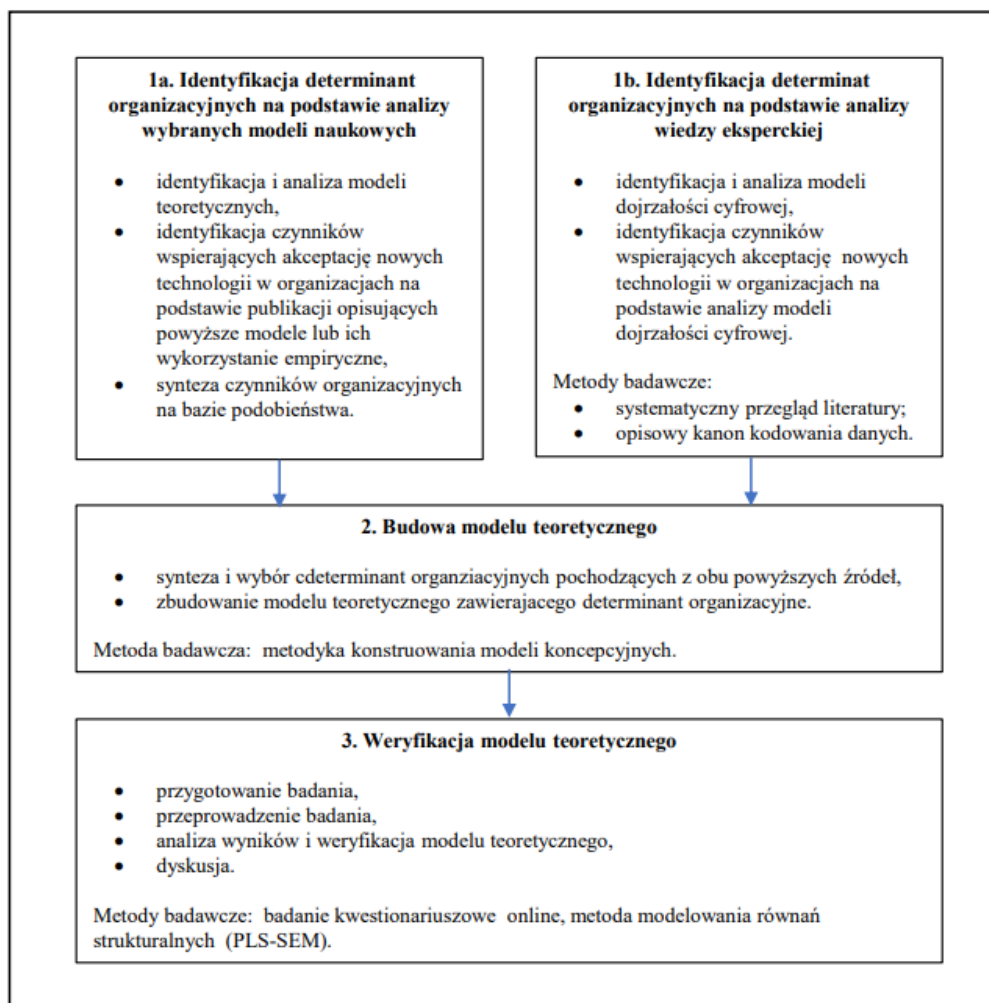 1a. Identyfikacja determinant
organizacyjnych na podstawie analizy
wybranych modeli naukowych
• identyfikacja i analiza modeli
teoretycznych,
• identyfikacja czynników
wspierających akceptację nowych
technologii w organizacjach na
podstawie publikacji opisujących
powyższe modele lub ich
wykorzystanie empiryczne,
• synteza czynników organizacyjnych
na bazie podobieństwa.
1b. Identyfikacja determinat
organizacyjnych na podstawie analizy
wiedzy eksperckiej
• identyfikacja i analiza modeli
dojrzałości cyfrowej,
• identyfikacja czynników
wspierających akceptację nowych
technologii w organizacjach na
podstawie analizy modeli
dojrzałości cyfrowej.
Metody badawcze:
• systematyczny przegląd literatury;
• opisowy kanon kodowania danych.
2. Budowa modelu teoretycznego
• synteza i wybór cdeterminant organziacyjnych pochodzących z obu powyższych źródeł,
• zbudowanie modelu teoretycznego zawierajacego determinant organizacyjne.
Metoda badawcza: metodyka konstruowania modeli koncepcyjnych.
3. Weryfikacja modelu teoretycznego
• przygotowanie badania,
• przeprowadzenie badania,
• analiza wyników i weryfikacja modelu teoretycznego,
• dyskusja.
Metody badawcze: badanie kwestionariuszowe online, metoda modelowania równań
strukturalnych (PLS-SEM).